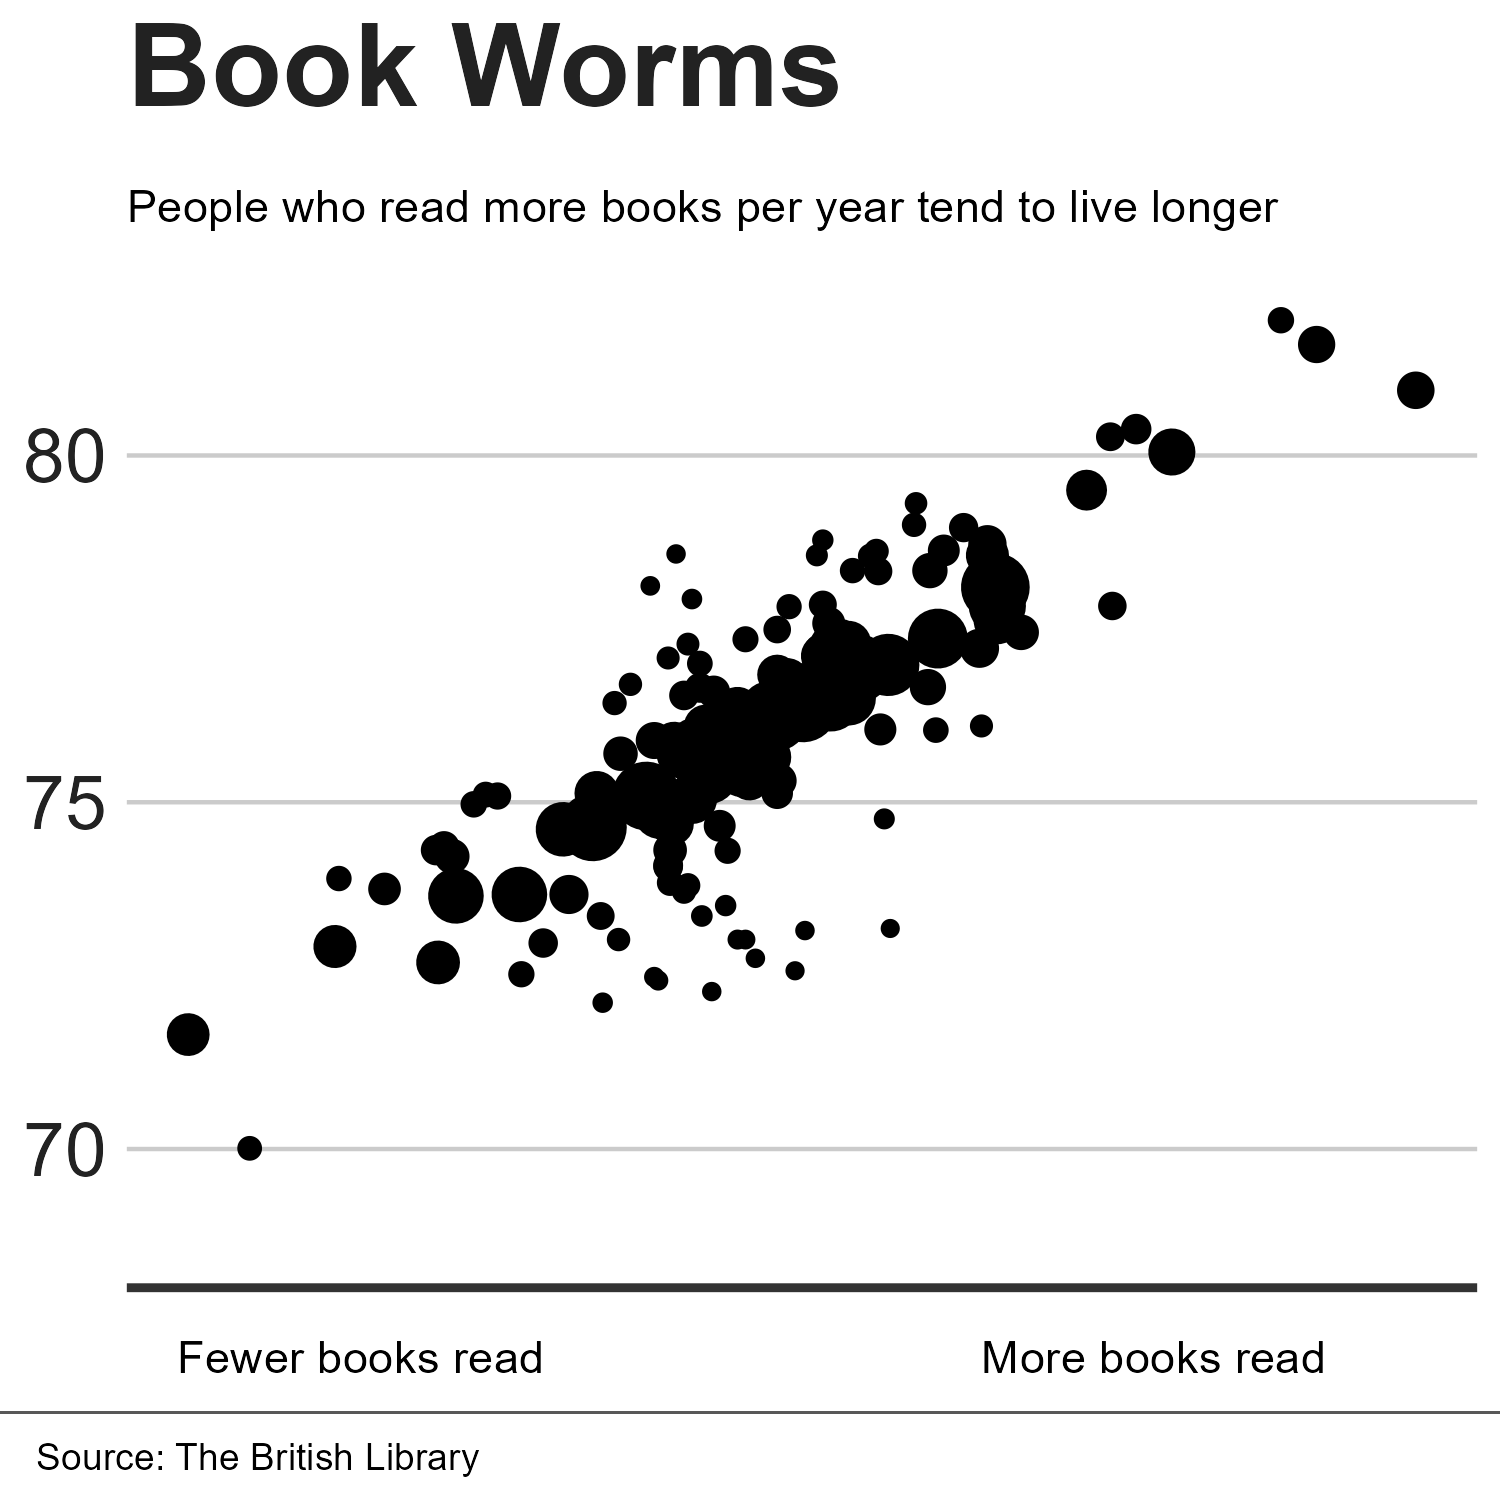 Book Worms
People who read more books per year tend to live longer
80
75
70
Fewer books read
More books read
Source: The British Library